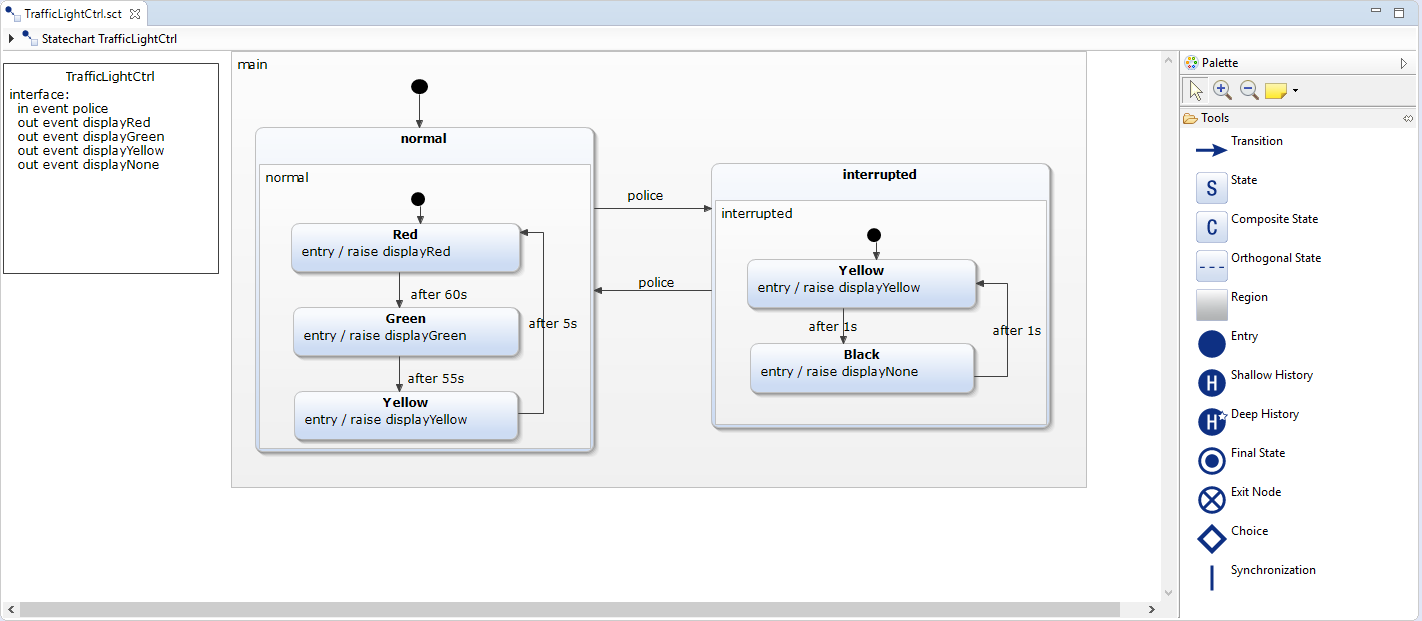 TrafficLightCtrl.sct
Statechart TrafficLightCtrl
TrafficLightCtrl
interface:
in event police
out event displayRed
out event displayGreen
out event displayYellow
out event displayNone
main
normal
normal
Red
entry / raise displayRed
after 60s
Green
entry / raise displayGreen
after 5s
after 55s
Yellow
entry / raise displayYellow
police
police
interrupted
interrupted
Yellow
entry / raise displayYellow
after 1s
after 1s
Black
entry / raise displayNone
Palette
Tools
Transition
S State
C Composite State
Orthogonal State
Region
Entry
H Shallow History
H Deep History
Final State
Exit Node
Choice
Synchronization